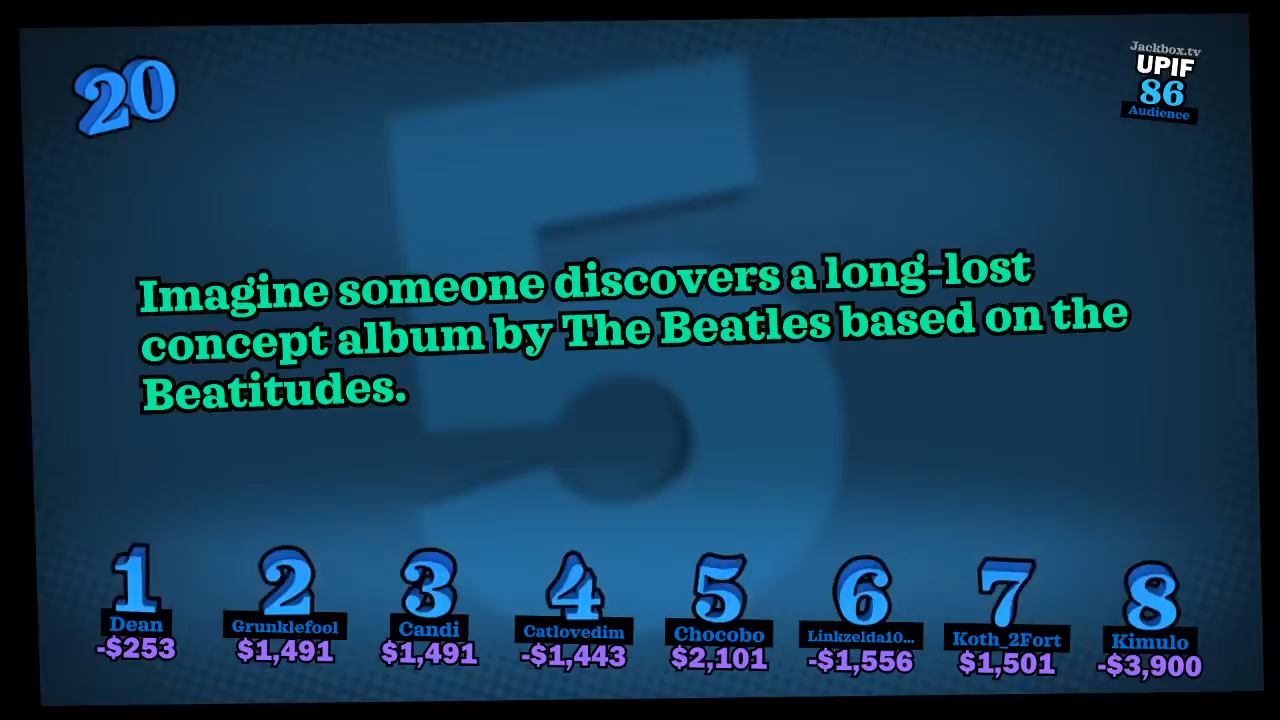 20
Jackbox.tv
UPIF
86
Audience
Imagine someone discovers a long-lost
concept album by The Beatles based on the
Beatitudes.
5
1 2 3 4 5 6 7 8
Dean Grunklefool Candi Catlovedim Chocobo Linkzelda10... Koth_2Fort Kimulo
-$253 $1,491 $1,491 -$1,443 $2,101 -$1,556 $1,501 -$3,900